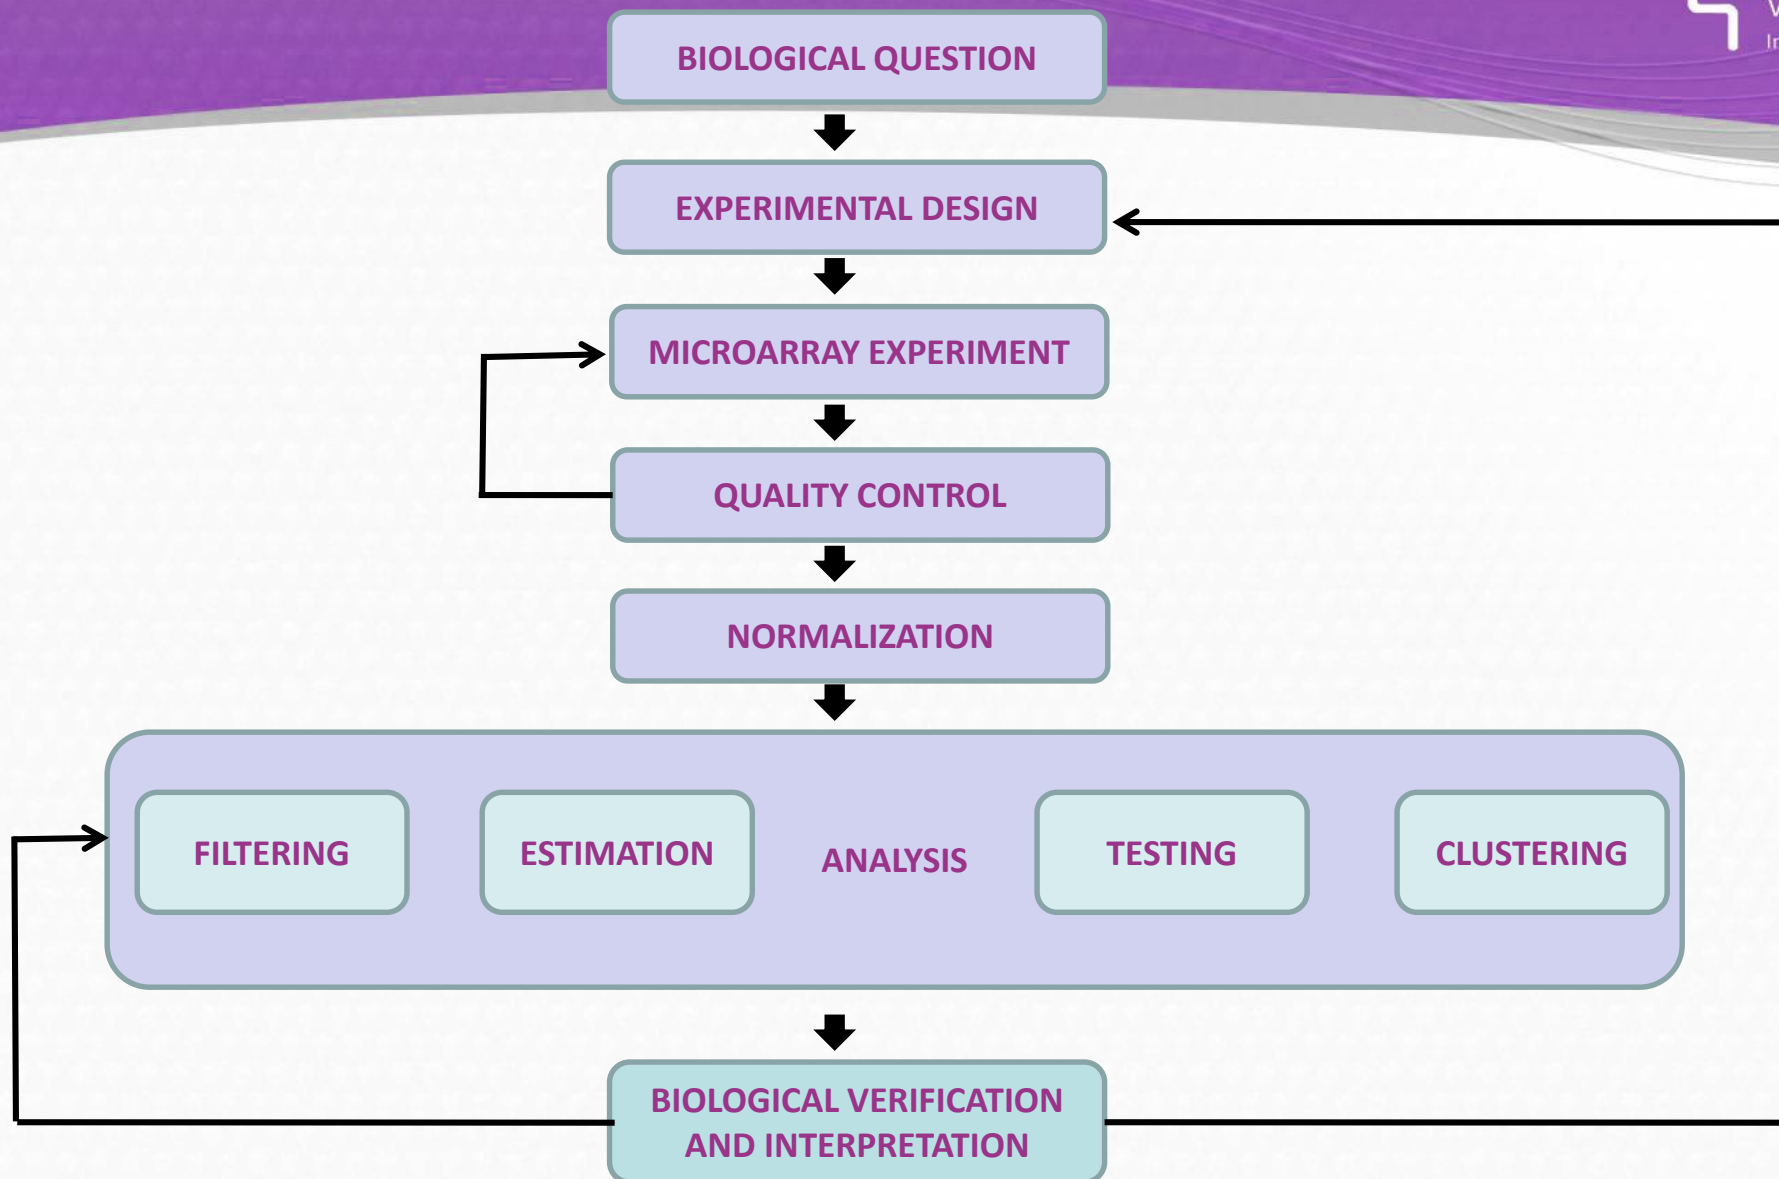 BIOLOGICAL QUESTION
EXPERIMENTAL DESIGN
MICROARRAY EXPERIMENT
QUALITY CONTROL
NORMALIZATION
FILTERING
ESTIMATION
ANALYSIS
TESTING
CLUSTERING
BIOLOGICAL VERIFICATION
AND INTERPRETATION